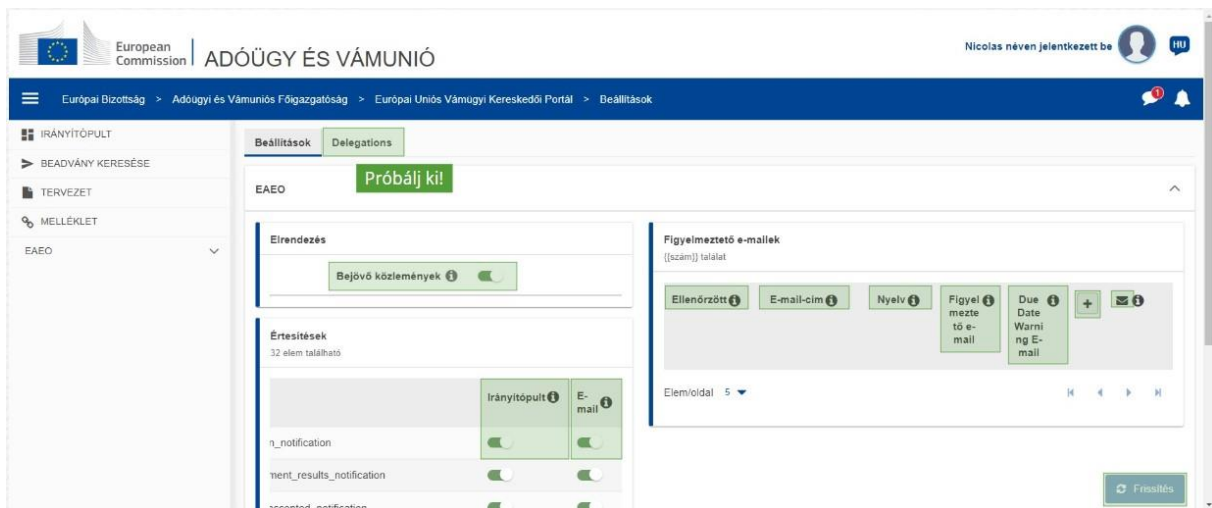 European
Commission
ADÓÜGY ÉS VÁMUNIÓ
Nicolas néven jelentkezett be
HU
Európai Bizottság > Adóügyi és Vámuniós Főigazgatóság > Európai Uniós Vámügyi Kereskedői Portál > Beállítások
1
IRÁNYÍTÓPULT
BEADVÁNY KERESÉSE
TERVEZET
MELLÉKLET
EAEO
Beállítások Delegations
Próbálj ki!
EAEO
Elrendezés
Bejövő közlemények
Értesítések
32 elem található
Irányítópult
E-
mail
n_notification
ment_results_notification
accepted_notification
Figyelmeztető e-mailek
{[szám]} találat
Ellenőrzött
E-mail-cím
Nyelv
Figyel
mezte
tő e-
mail
Due
Date
Warni
ng E-
mail
+
Elem/oldal 5
Frissítés